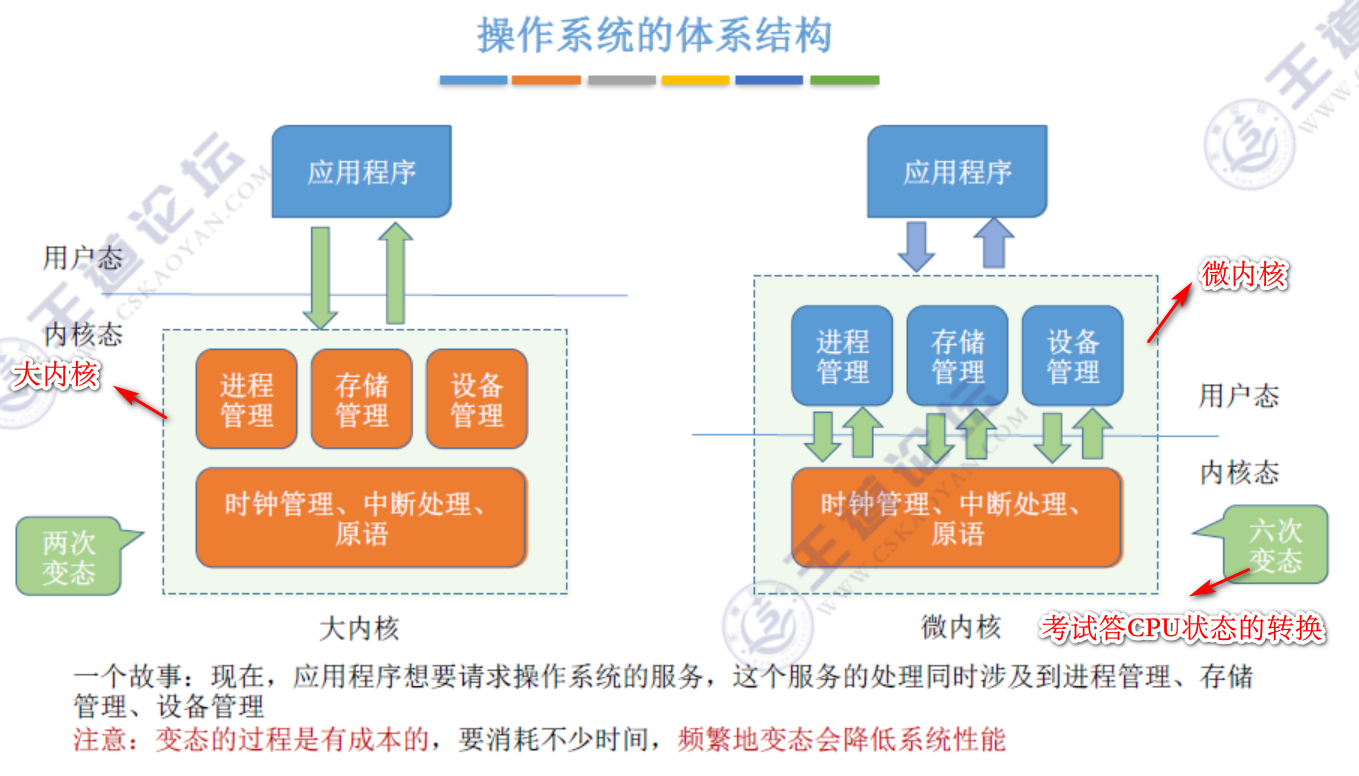 操作系统的体系结构
应用程序
用户态
内核态
大内核
进程
管理
存储
管理
设备
管理
时钟管理、中断处理、
原语
两次
变态
大内核
应用程序
微内核
进程
管理
存储
管理
设备
管理
用户态
内核态
时钟管理、中断处理、
原语
六次
变态
微内核
考试答CPU状态的转换
一个故事：现在，应用程序想要请求操作系统的服务，这个服务的处理同时涉及到进程管理、存储
管理、设备管理
注意：变态的过程是有成本的，要消耗不少时间，频繁地变态会降低系统性能
王道论坛
WWW.CSKAOYAN.COM